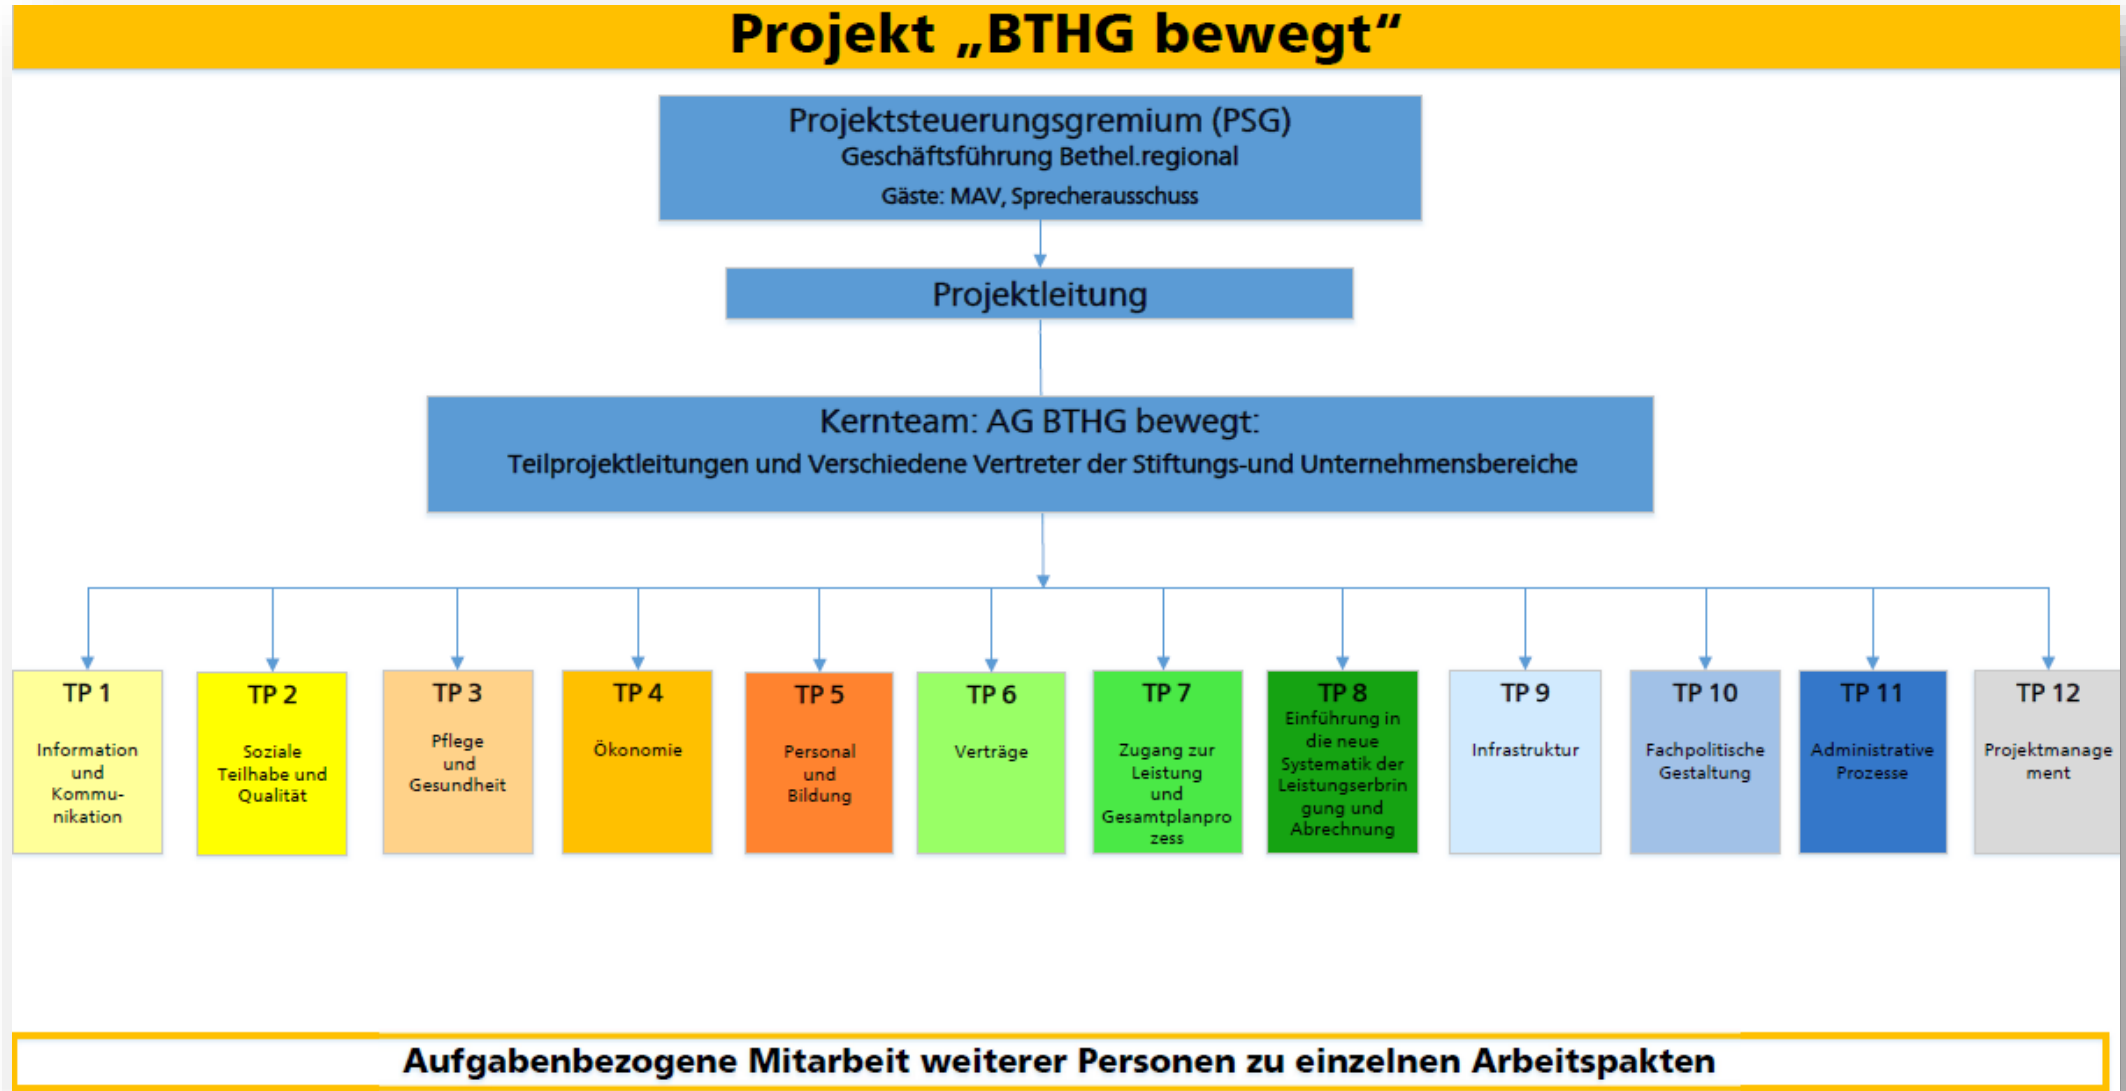 Projekt „BTHG bewegt“
Projektsteuerungsgremium (PSG)
Geschäftsführung Bethel.regional
Gäste: MAV, Sprecherausschuss
Projektleitung
Kernteam: AG BTHG bewegt:
Teilprojektleitungen und Verschiedene Vertreter der Stiftungs-und Unternehmensbereiche
TP 1
Information
und
Kommu-
nikation
TP 2
Soziale
Teilhabe und
Qualität
TP 3
Pflege
und
Gesundheit
TP 4
Ökonomie
TP 5
Personal
und
Bildung
TP 6
Verträge
TP 7
Zugang zur
Leistung
und
Gesamtplanpro
zess
TP 8
Einführung in
die neue
Systematik der
Leistungserbrin
gung und
Abrechnung
TP 9
Infrastruktur
TP 10
Fachpolitische
Gestaltung
TP 11
Administrative
Prozesse
TP 12
Projektmanage
ment
Aufgabenbezogene Mitarbeit weiterer Personen zu einzelnen Arbeitspakten